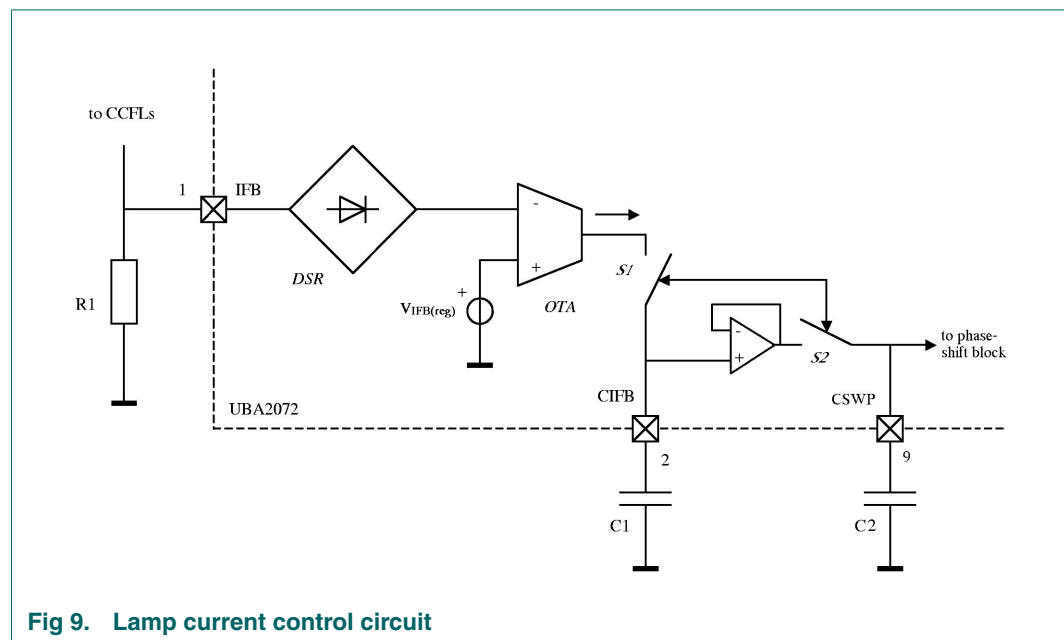 to CCFLs
1
IFB
R1
DSR
-
+
OTA
+
VIFB(reg)
S1
-
+
S2
to phase-
shift block
UBA2072
CIFB
CSWP
2
9
C1
C2
Fig 9. Lamp current control circuit